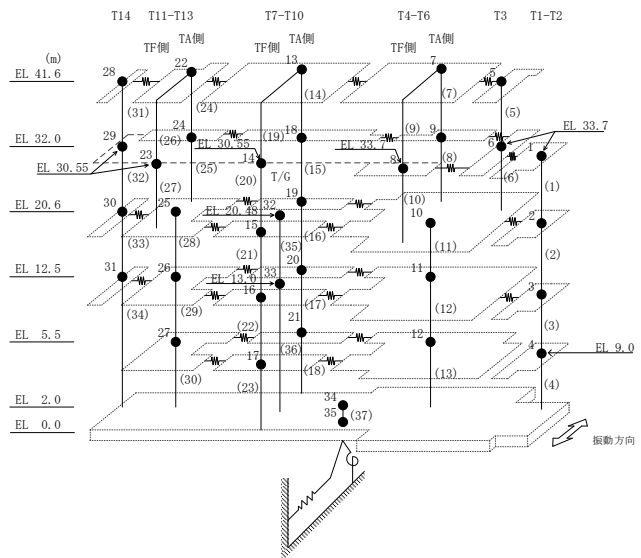 T14 T11-T13 T7-T10 T4-T6 T3 T1-T2
TF側 TA側 TF側 TA側 TF側 TA側
(m)
EL 41.6
EL 32.0
EL 30.55
EL 20.6
EL 12.5
EL 5.5
EL 2.0
EL 0.0
28 22 13 7 5
(31) (24) (14) (7) (5)
29 24 18 9 6 1 EL 33.7
(26) EL 30.55 (19) EL 33.7 (9)
23 14 8 (8)
(32) (25) (20) (15) (6) (1)
(27) T/G (10)
30 25 EL 20.48 32 19 10 2
15
(33) (28) (35) (16) (11) (2)
(21) 20
31 26 EL 13.0 33 11 3
16
(34) (29) (17) (12) (3)
(22) 21
27 (36) 12 4 EL 9.0
17
(30) (23) (18) (13) (4)
34
35 (37)
振動方向